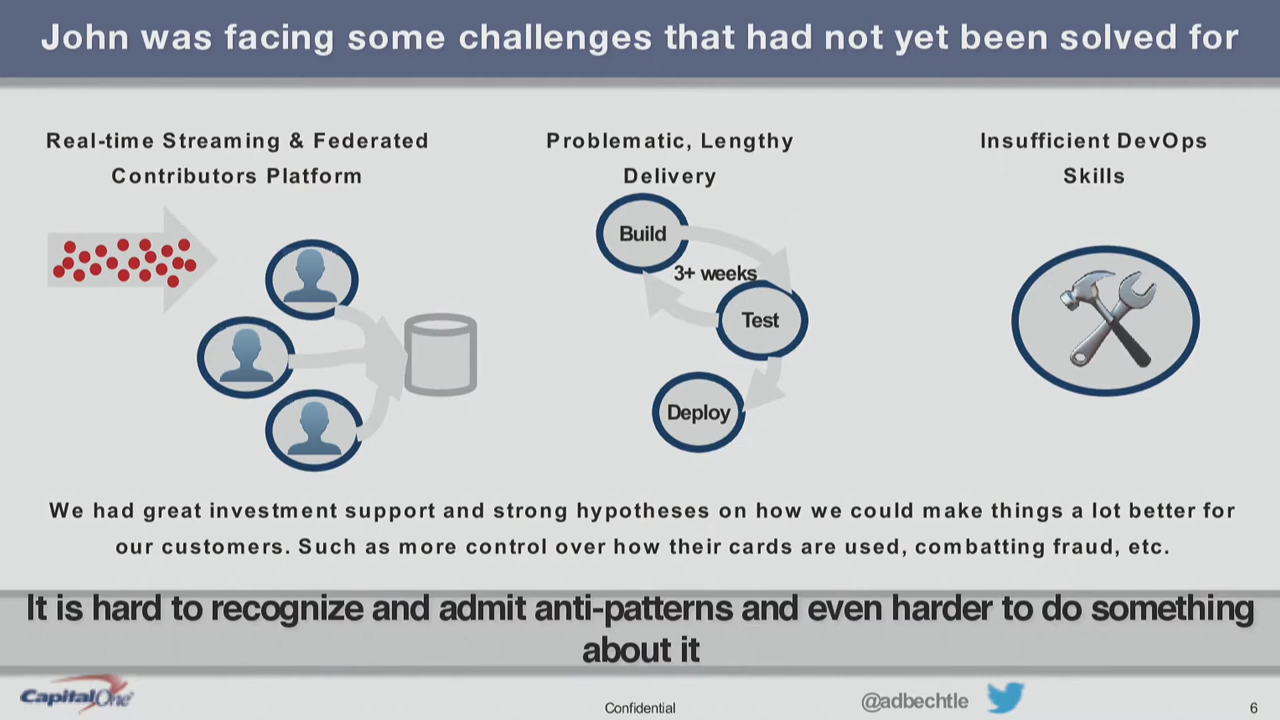 John was facing some challenges that had not yet been solved for
Real-time Streaming & Federated
Contributors Platform
Problematic, Lengthy
Delivery
Insufficient DevOps
Skills
Build
3+ weeks
Test
Deploy
We had great investment support and strong hypotheses on how we could make things a lot better for
our customers. Such as more control over how their cards are used, combatting fraud, etc.
It is hard to recognize and admit anti-patterns and even harder to do something
about it
CapitalOne
Confidential
@adbechtle
6